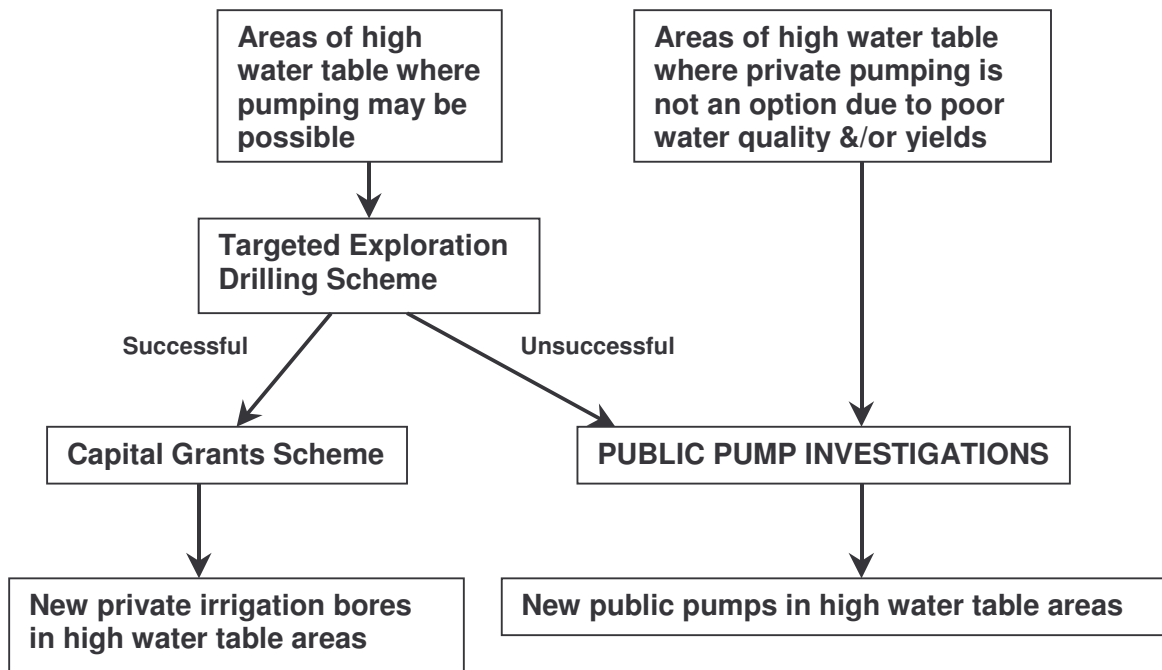 Areas of high
water table where
pumping may be
possible
Areas of high water table
where private pumping is
not an option due to poor
water quality &/or yields
Targeted Exploration
Drilling Scheme
Successful
Unsuccessful
Capital Grants Scheme
PUBLIC PUMP INVESTIGATIONS
New private irrigation bores
in high water table areas
New public pumps in high water table areas